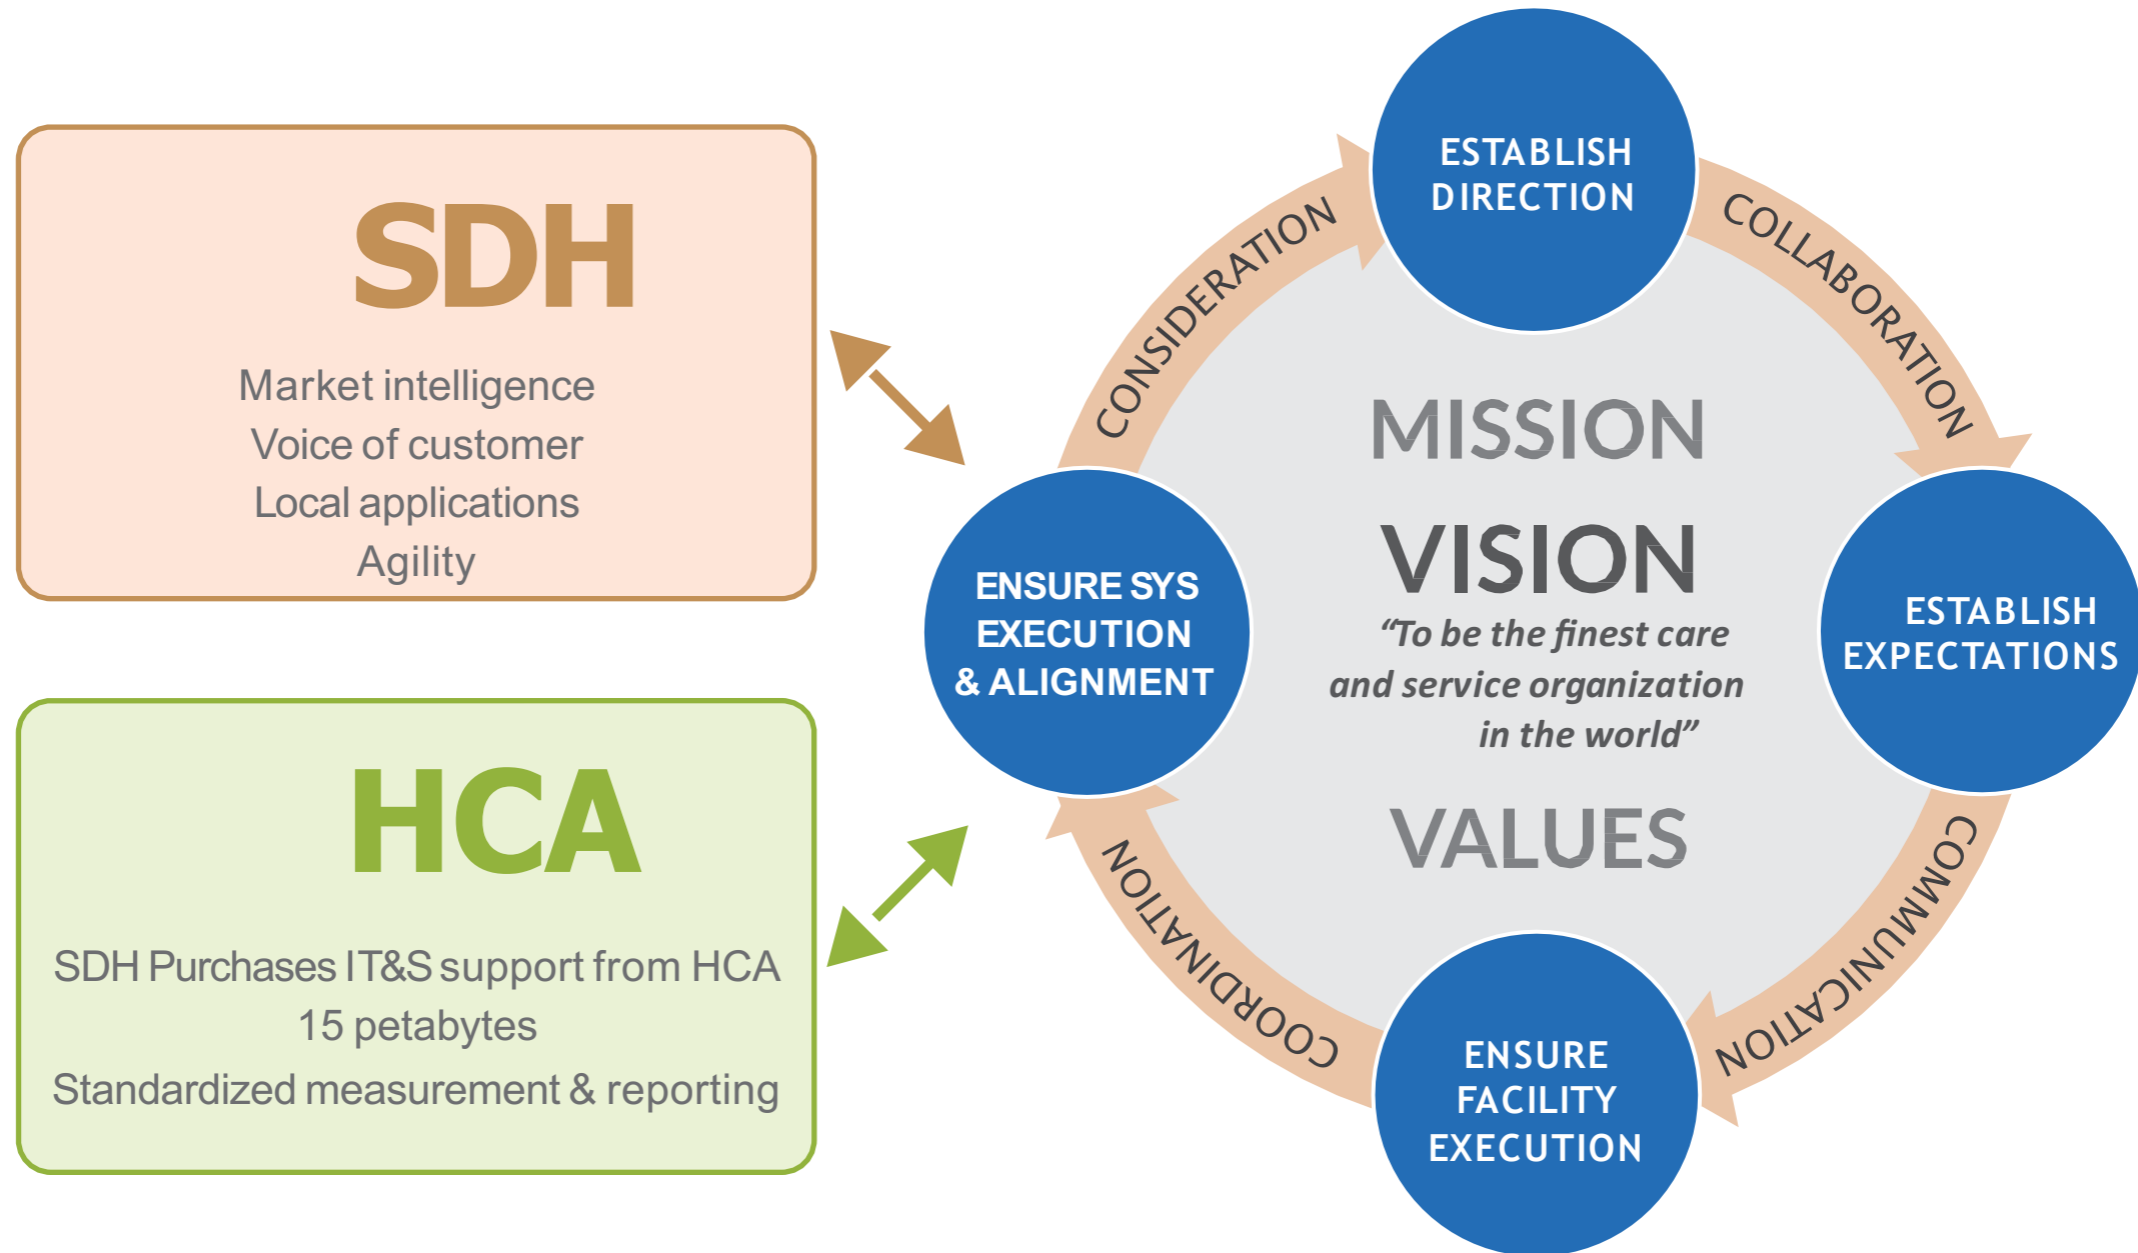 SDH
Market intelligence
Voice of customer
Local applications
Agility
HCA
SDH Purchases IT&S support from HCA
15 petabytes
Standardized measurement & reporting
ESTABLISH
DIRECTION
COLLABORATION
ESTABLISH
EXPECTATIONS
COMMUNICATION
ENSURE
FACILITY
EXECUTION
COORDINATION
ENSURE SYS
EXECUTION
& ALIGNMENT
CONSIDERATION
MISSION
VISION
“To be the finest care
and service organization
in the world”
VALUES